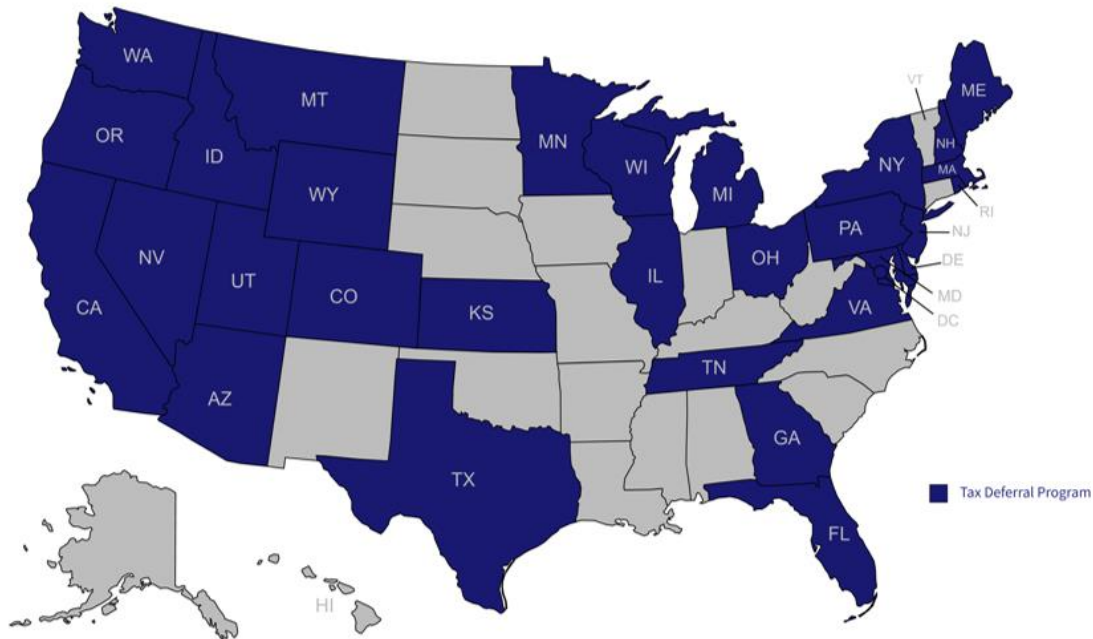 WA
MT
ME
VT
OR
ID
MN
WI
NH
NY
MA
WY
MI
RI
PA
NJ
NV
OH
UT
IL
DE
CO
CA
KS
VA
MD
DC
TN
AZ
GA
TX
Tax Deferral Program
FL
HI